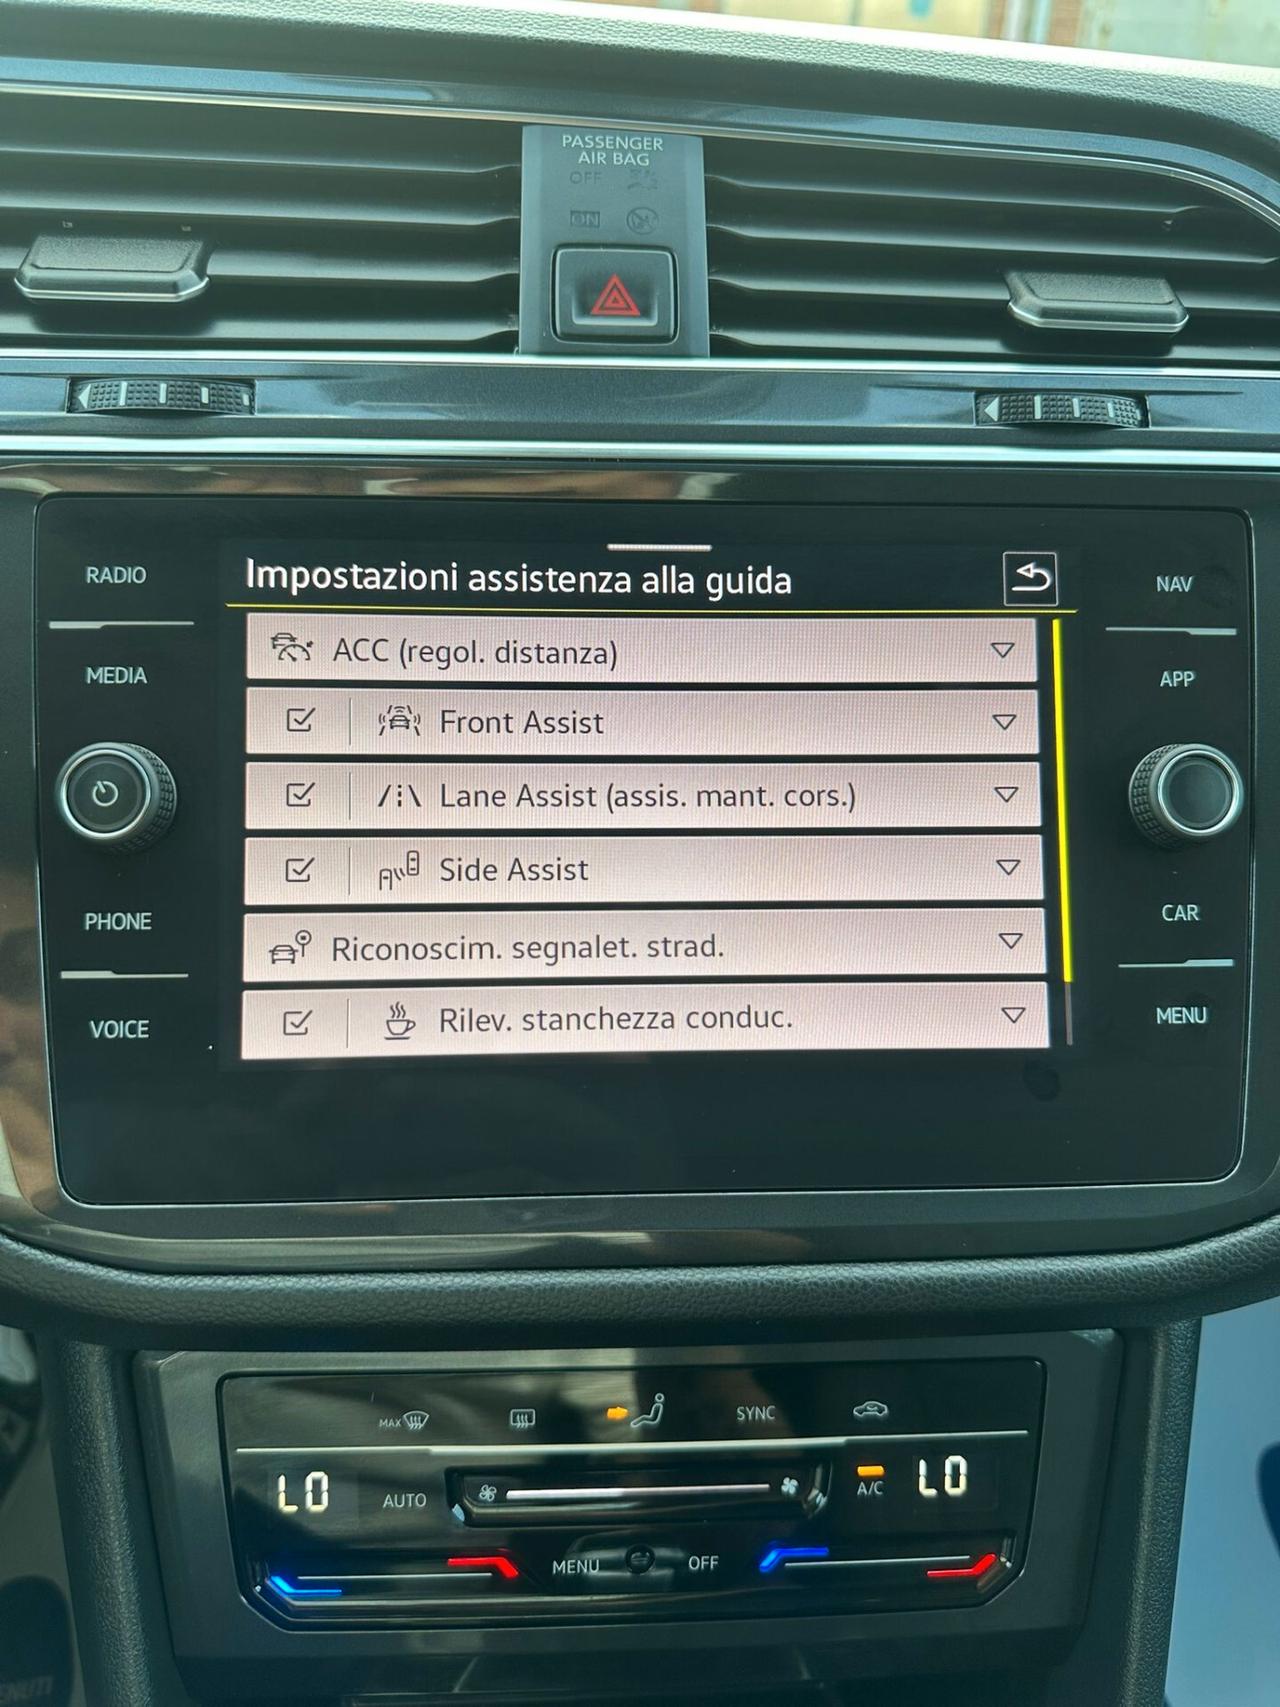 PASSENGER
AIR BAG
OFF
ON
RADIO
MEDIA
PHONE
VOICE
Impostazioni assistenza alla guida
ACC (regol. distanza)
Front Assist
Lane Assist (assis. mant. cors.)
Side Assist
Riconoscim. segnalet. strad.
Rilev. stanchezza conduc.
NAV
APP
CAR
MENU
MAX
SYNC
LO
AUTO
A/C
LO
MENU
OFF